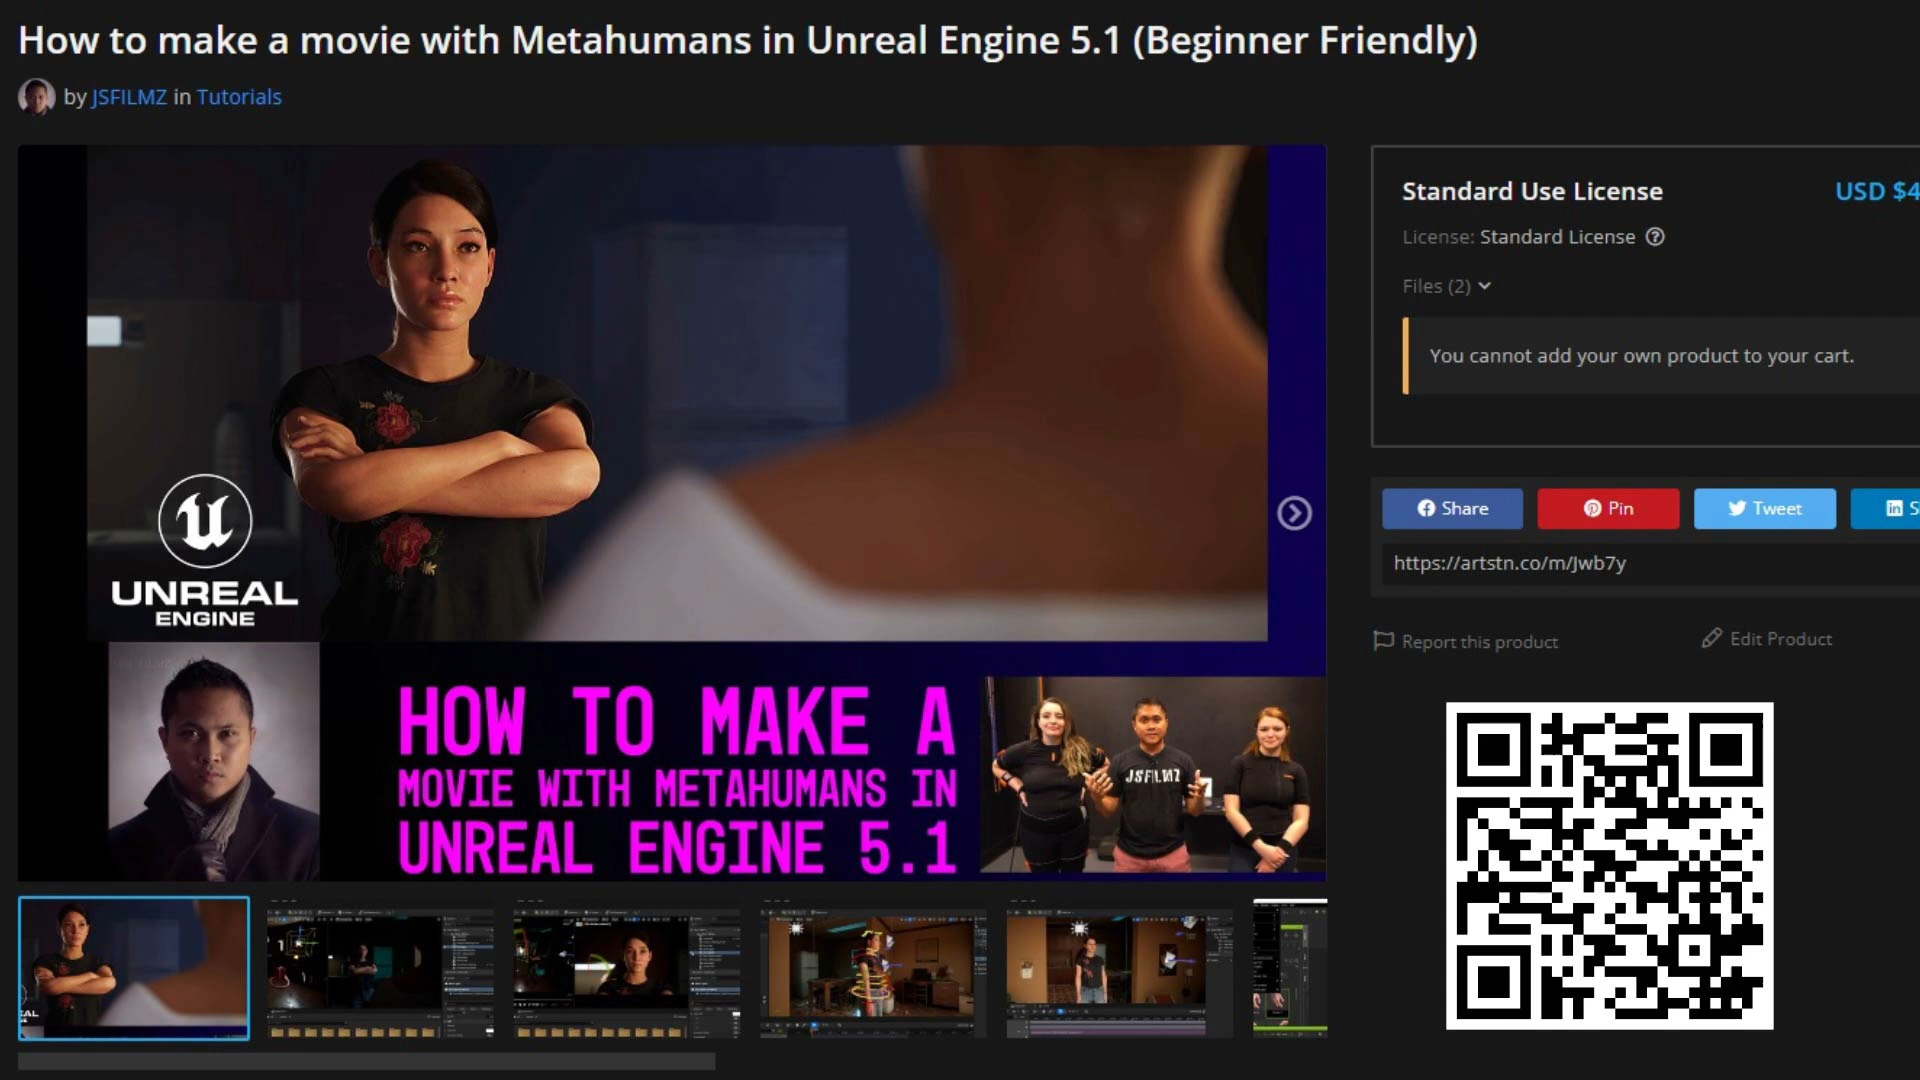 How to make a movie with Metahumans in Unreal Engine 5.1 (Beginner Friendly)
by JSFILMZ in Tutorials
UNREAL
ENGINE
HOW TO MAKE A
MOVIE WITH METAHUMANS IN
UNREAL ENGINE 5.1
JSFILMZ
Standard Use License
USD $4
License: Standard License
Files (2)
You cannot add your own product to your cart.
Share
Pin
Tweet
https://artstn.co/m/Jwb7y
Report this product
Edit Product